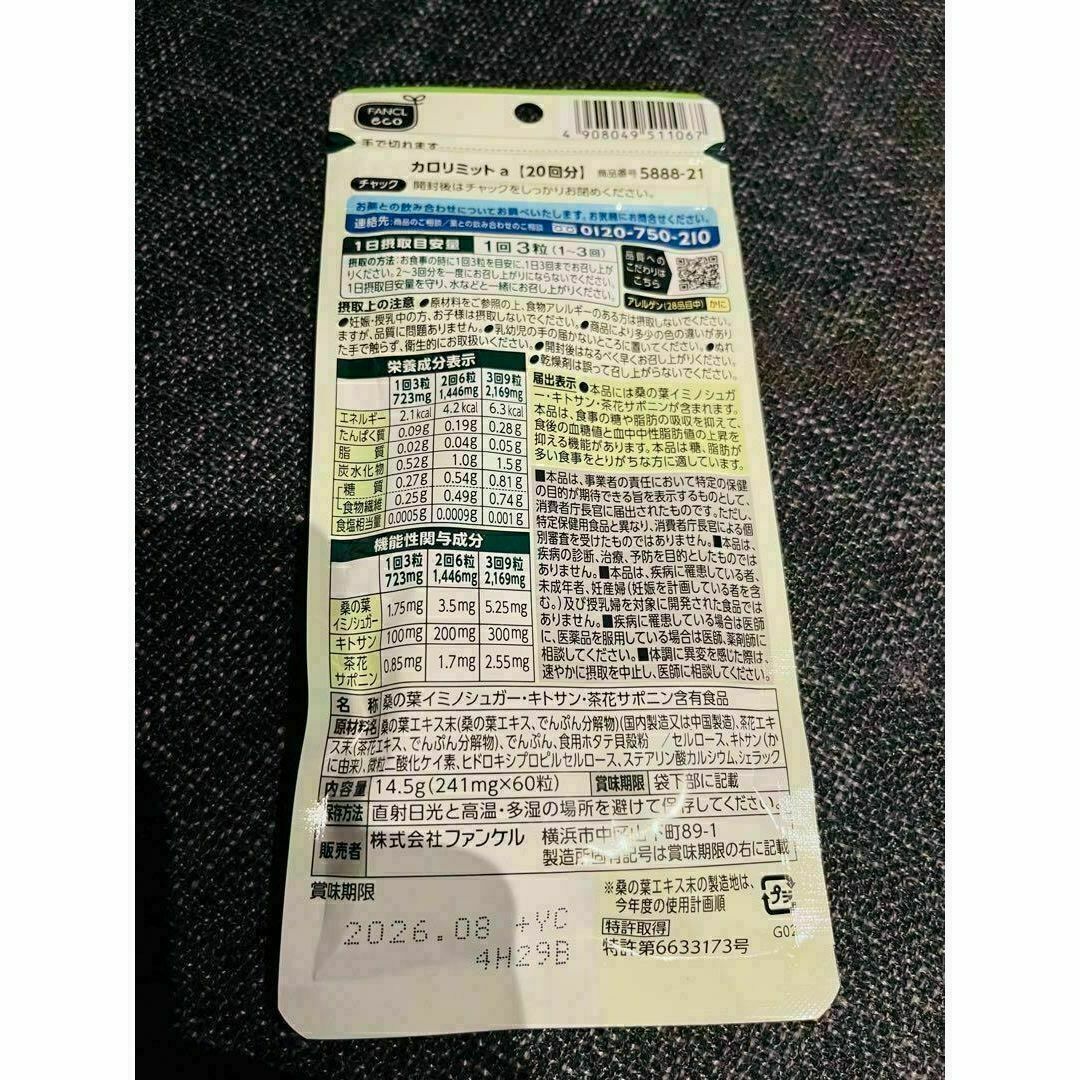 FANCL
eco
4 908049 511067
手で切れます
カロリミット a【20回分】 商品番号 5888-21
チャック 開封後はチャックをしっかりお閉めください。
お薬との飲み合わせについてお調べいたします。お気軽にお問合せください。
連絡先:商品のご相談/薬との飲み合わせのご相談 0120-750-210
1日摂取目安量 1回3粒(1~3回)
摂取の方法:お食事の時に1回3粒を目安に、1日3回までお召し上が
りください。2~3回分を一度にお召し上がりにならないでください。
1日摂取目安量を守り、水などと一緒にお召し上がりください。
品質への
こだわりは
こちら
アレルゲン(28品目中) かに
摂取上の注意 ●原材料をご参照の上、食物アレルギーのある方は摂取しないでください。
●妊娠・授乳中の方、お子様は摂取しないでください。●商品により多少の色の違いがあり
ますが、品質に問題ありません。●乳幼児の手の届かないところに置いてください。●ぬれ
た手で触らず、衛生的にお取扱いください。●開封後はなるべく早くお召し上がりください。
●乾燥剤は誤って召し上がらないでください。
栄養成分表示
1回3粒 2回6粒 3回9粒
723mg 1,446mg 2,169mg
エネルギー 2.1kcal 4.2kcal 6.3kcal
たんぱく質 0.09g 0.19g 0.28g
脂質 0.02g 0.04g 0.05g
炭水化物 0.52g 1.0g 1.5g
糖質 0.27g 0.54g 0.81g
食物繊維 0.25g 0.49g 0.74g
食塩相当量 0.0005g 0.0009g 0.001g
機能性関与成分
1回3粒 2回6粒 3回9粒
723mg 1,446mg 2,169mg
桑の葉
イミノシュガー 1.75mg 3.5mg 5.25mg
キトサン 100mg 200mg 300mg
茶花
サポニン 0.85mg 1.7mg 2.55mg
届出表示 ●本品には桑の葉イミノシュガ
ー・キトサン・茶花サポニンが含まれます。
本品は、食事の糖や脂肪の吸収を抑えて、
食後の血糖値と血中中性脂肪値の上昇を
抑える機能があります。本品は糖、脂肪が
多い食事をとりがちな方に適しています。
■本品は、事業者の責任において特定の保健
の目的が期待できる旨を表示するものとして、
消費者庁長官に届出されたものです。ただし、
特定保健用食品と異なり、消費者庁長官による個
別審査を受けたものではありません。■本品は、
疾病の診断、治療、予防を目的としたものでは
ありません。■本品は、疾病に罹患している者、
未成年者、妊産婦(妊娠を計画している者を含
む。)及び授乳婦を対象に開発された食品では
ありません。■疾病に罹患している場合は医師
に、医薬品を服用している場合は医師、薬剤師に
相談してください。■体調に異変を感じた際は、
速やかに摂取を中止し、医師に相談してください。
名称 桑の葉イミノシュガー・キトサン・茶花サポニン含有食品
原材料名 桑の葉エキス末(桑の葉エキス、でんぷん分解物)(国内製造又は中国製造)、茶花エキ
ス末(茶花エキス、でんぷん分解物)、でんぷん、食用ホタテ貝殻粉 /セルロース、キトサン(か
に由来)、微粒二酸化ケイ素、ヒドロキシプロピルセルロース、ステアリン酸カルシウム、シェラック
内容量 14.5g(241mg×60粒) 賞味期限 袋下部に記載
保存方法 直射日光と高温・多湿の場所を避けて保存してください。
販売者 株式会社ファンケル 横浜市中区山下町89-1
製造所固有記号は賞味期限の右に記載
賞味期限
2026.08 +YC
4H29B
※桑の葉エキス末の製造地は、
今年度の使用計画順
プラ
特許取得 G02
特許第6633173号